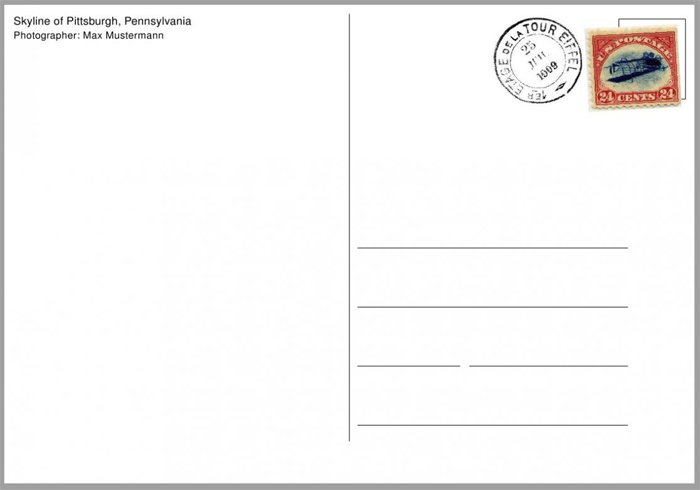 Skyline of Pittsburgh, Pennsylvania
Photographer: Max Mustermann
1ER ETAGE DE LA TOUR EIFFEL
25
1909
U.S. POSTAGE
24 CENTS 24